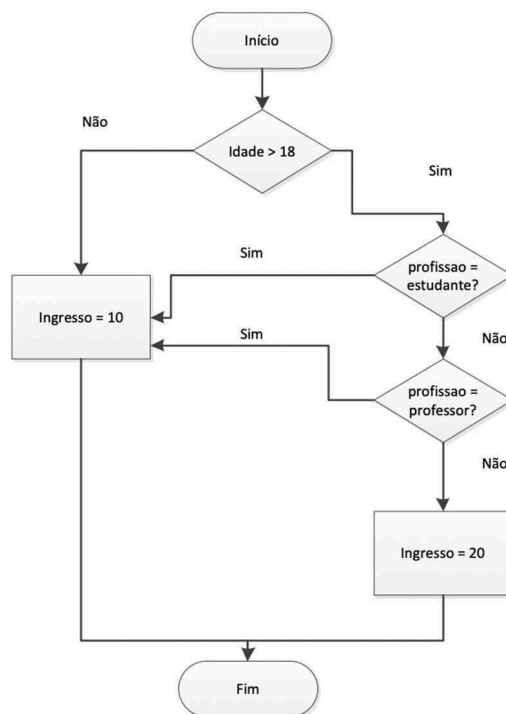 Início
Não
Idade > 18
Sim
Sim
profissao =
estudante?
Ingresso = 10
Sim
Não
profissao =
professor?
Não
Ingresso = 20
Fim